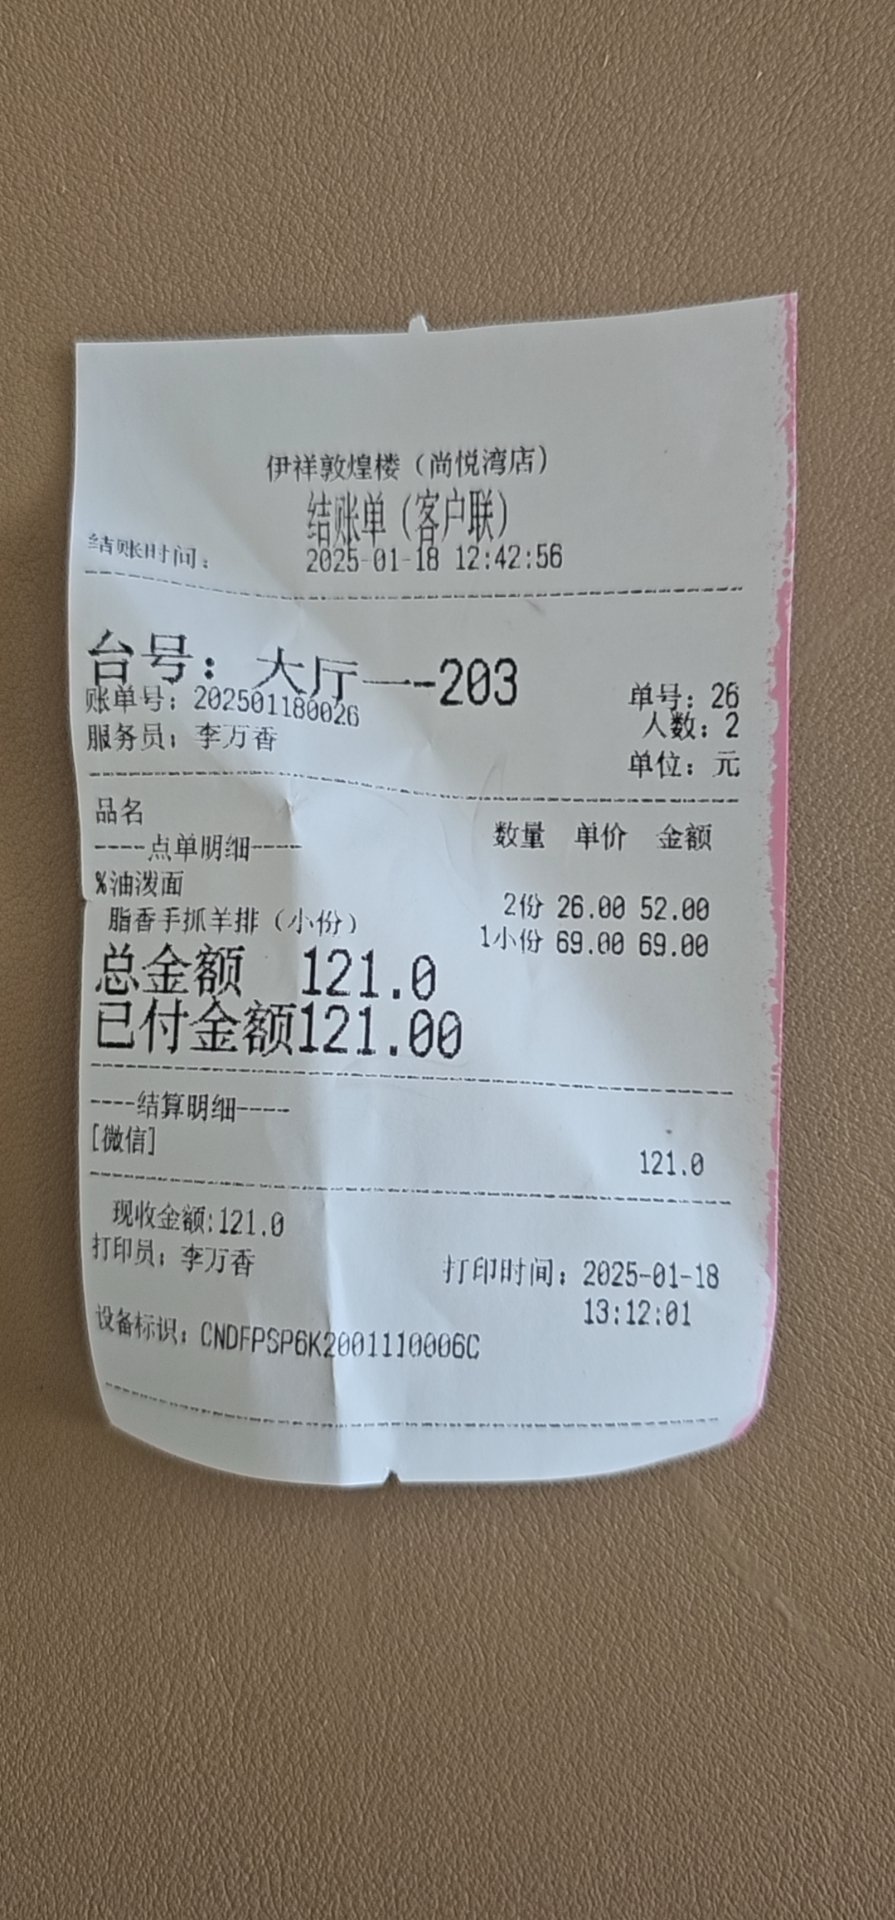 伊祥敦煌楼（尚悦湾店）
结账单（客户联）
结账时间： 2025-01-18 12:42:56
台号：大厅一-203
单号：26
账单号：202501180026
人数：2
服务员：李万香
单位：元
品名 数量 单价 金额
----点单明细----
%油泼面 2份 26.00 52.00
脂香手抓羊排（小份） 1小份 69.00 69.00
总金额 121.0
已付金额121.00
----结算明细----
[微信] 121.0
现收金额:121.0
打印员：李万香 打印时间：2025-01-18
13:12:01
设备标识：CNDFPSP6K2001110006C